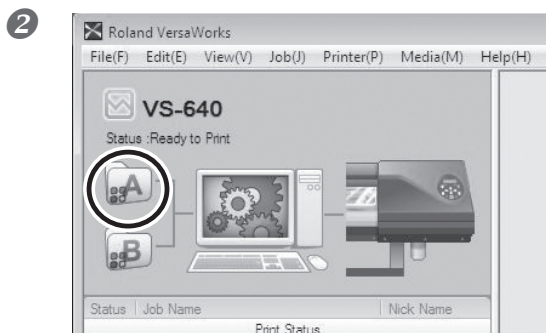 2
Roland VersaWorks
File(F) Edit(E) View(V) Job(J) Printer(P) Media(M) Help(H)
VS-640
Status :Ready to Print
A
B
Status Job Name Nick Name
Print Status